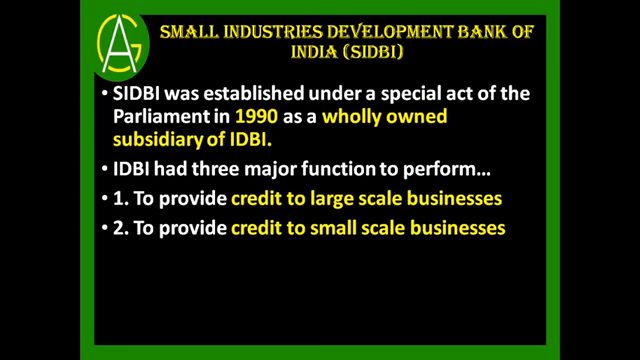 SMALL INDUSTRIES DEVELOPMENT BANK OF
INDIA (SIDBI)
• SIDBI was established under a special act of the
Parliament in 1990 as a wholly owned
subsidiary of IDBI.
• IDBI had three major function to perform...
• 1. To provide credit to large scale businesses
• 2. To provide credit to small scale businesses